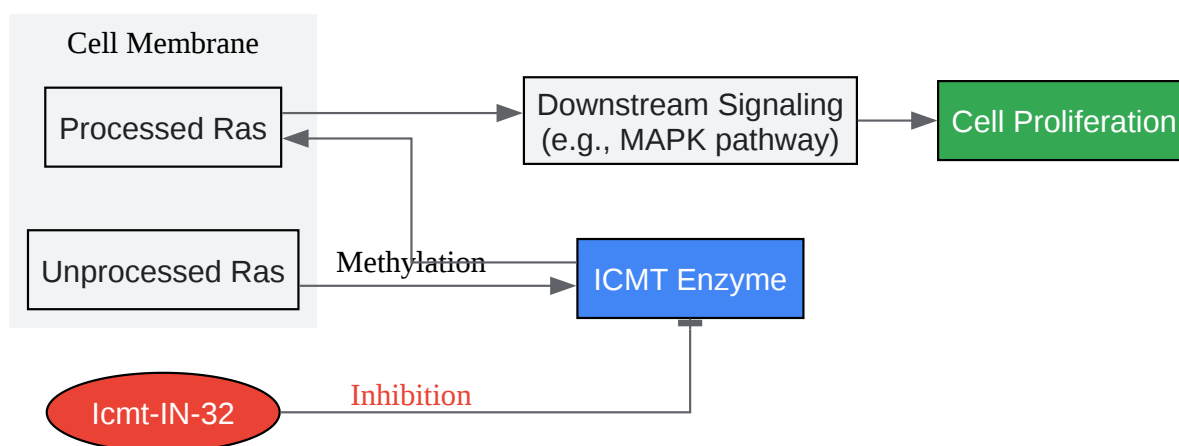 Cell Membrane
Processed Ras
Downstream Signaling
(e.g., MAPK pathway)
Cell Proliferation
Unprocessed Ras
Methylation
ICMT Enzyme
Icmt-IN-32
Inhibition